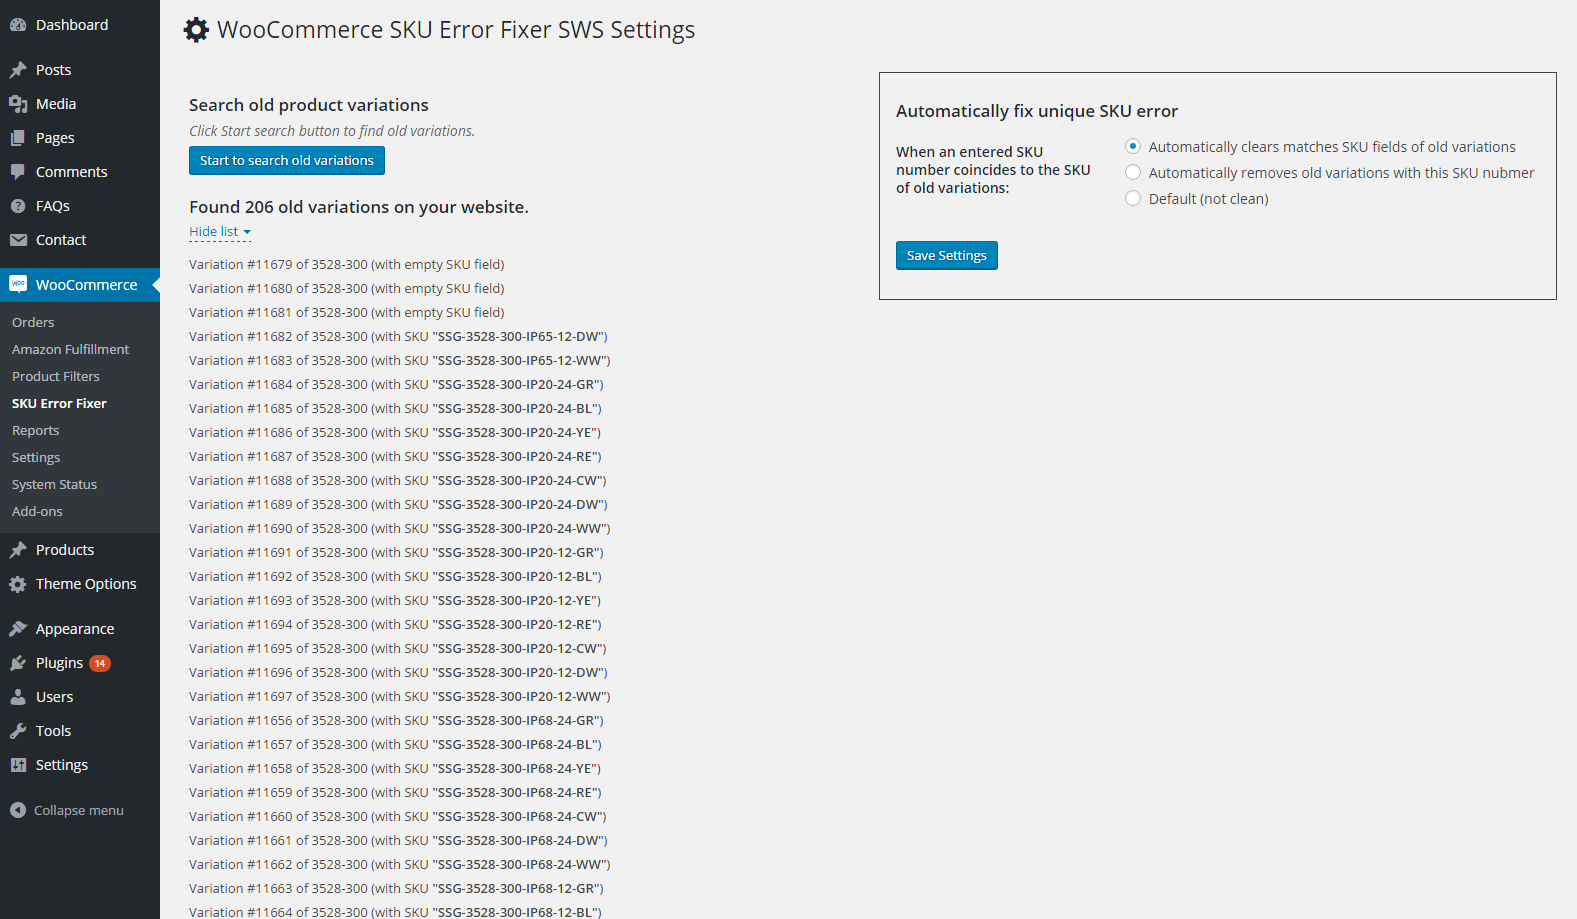 Dashboard
Posts
Media
Pages
Comments
FAQs
Contact
woo WooCommerce
Orders
Amazon Fulfillment
Product Filters
SKU Error Fixer
Reports
Settings
System Status
Add-ons
Products
Theme Options
Appearance
Plugins 14
Users
Tools
Settings
Collapse menu
WooCommerce SKU Error Fixer SWS Settings
Search old product variations
Click Start search button to find old variations.
Start to search old variations
Found 206 old variations on your website.
Hide list
Variation #11679 of 3528-300 (with empty SKU field)
Variation #11680 of 3528-300 (with empty SKU field)
Variation #11681 of 3528-300 (with empty SKU field)
Variation #11682 of 3528-300 (with SKU "SSG-3528-300-IP65-12-DW")
Variation #11683 of 3528-300 (with SKU "SSG-3528-300-IP65-12-WW")
Variation #11684 of 3528-300 (with SKU "SSG-3528-300-IP20-24-GR")
Variation #11685 of 3528-300 (with SKU "SSG-3528-300-IP20-24-BL")
Variation #11686 of 3528-300 (with SKU "SSG-3528-300-IP20-24-YE")
Variation #11687 of 3528-300 (with SKU "SSG-3528-300-IP20-24-RE")
Variation #11688 of 3528-300 (with SKU "SSG-3528-300-IP20-24-CW")
Variation #11689 of 3528-300 (with SKU "SSG-3528-300-IP20-24-DW")
Variation #11690 of 3528-300 (with SKU "SSG-3528-300-IP20-24-WW")
Variation #11691 of 3528-300 (with SKU "SSG-3528-300-IP20-12-GR")
Variation #11692 of 3528-300 (with SKU "SSG-3528-300-IP20-12-BL")
Variation #11693 of 3528-300 (with SKU "SSG-3528-300-IP20-12-YE")
Variation #11694 of 3528-300 (with SKU "SSG-3528-300-IP20-12-RE")
Variation #11695 of 3528-300 (with SKU "SSG-3528-300-IP20-12-CW")
Variation #11696 of 3528-300 (with SKU "SSG-3528-300-IP20-12-DW")
Variation #11697 of 3528-300 (with SKU "SSG-3528-300-IP20-12-WW")
Variation #11656 of 3528-300 (with SKU "SSG-3528-300-IP68-24-GR")
Variation #11657 of 3528-300 (with SKU "SSG-3528-300-IP68-24-BL")
Variation #11658 of 3528-300 (with SKU "SSG-3528-300-IP68-24-YE")
Variation #11659 of 3528-300 (with SKU "SSG-3528-300-IP68-24-RE")
Variation #11660 of 3528-300 (with SKU "SSG-3528-300-IP68-24-CW")
Variation #11661 of 3528-300 (with SKU "SSG-3528-300-IP68-24-DW")
Variation #11662 of 3528-300 (with SKU "SSG-3528-300-IP68-24-WW")
Variation #11663 of 3528-300 (with SKU "SSG-3528-300-IP68-12-GR")
Variation #11664 of 3528-300 (with SKU "SSG-3528-300-IP68-12-BL")
Automatically fix unique SKU error
When an entered SKU
number coincides to the SKU
of old variations:
Automatically clears matches SKU fields of old variations
Automatically removes old variations with this SKU nubmer
Default (not clean)
Save Settings